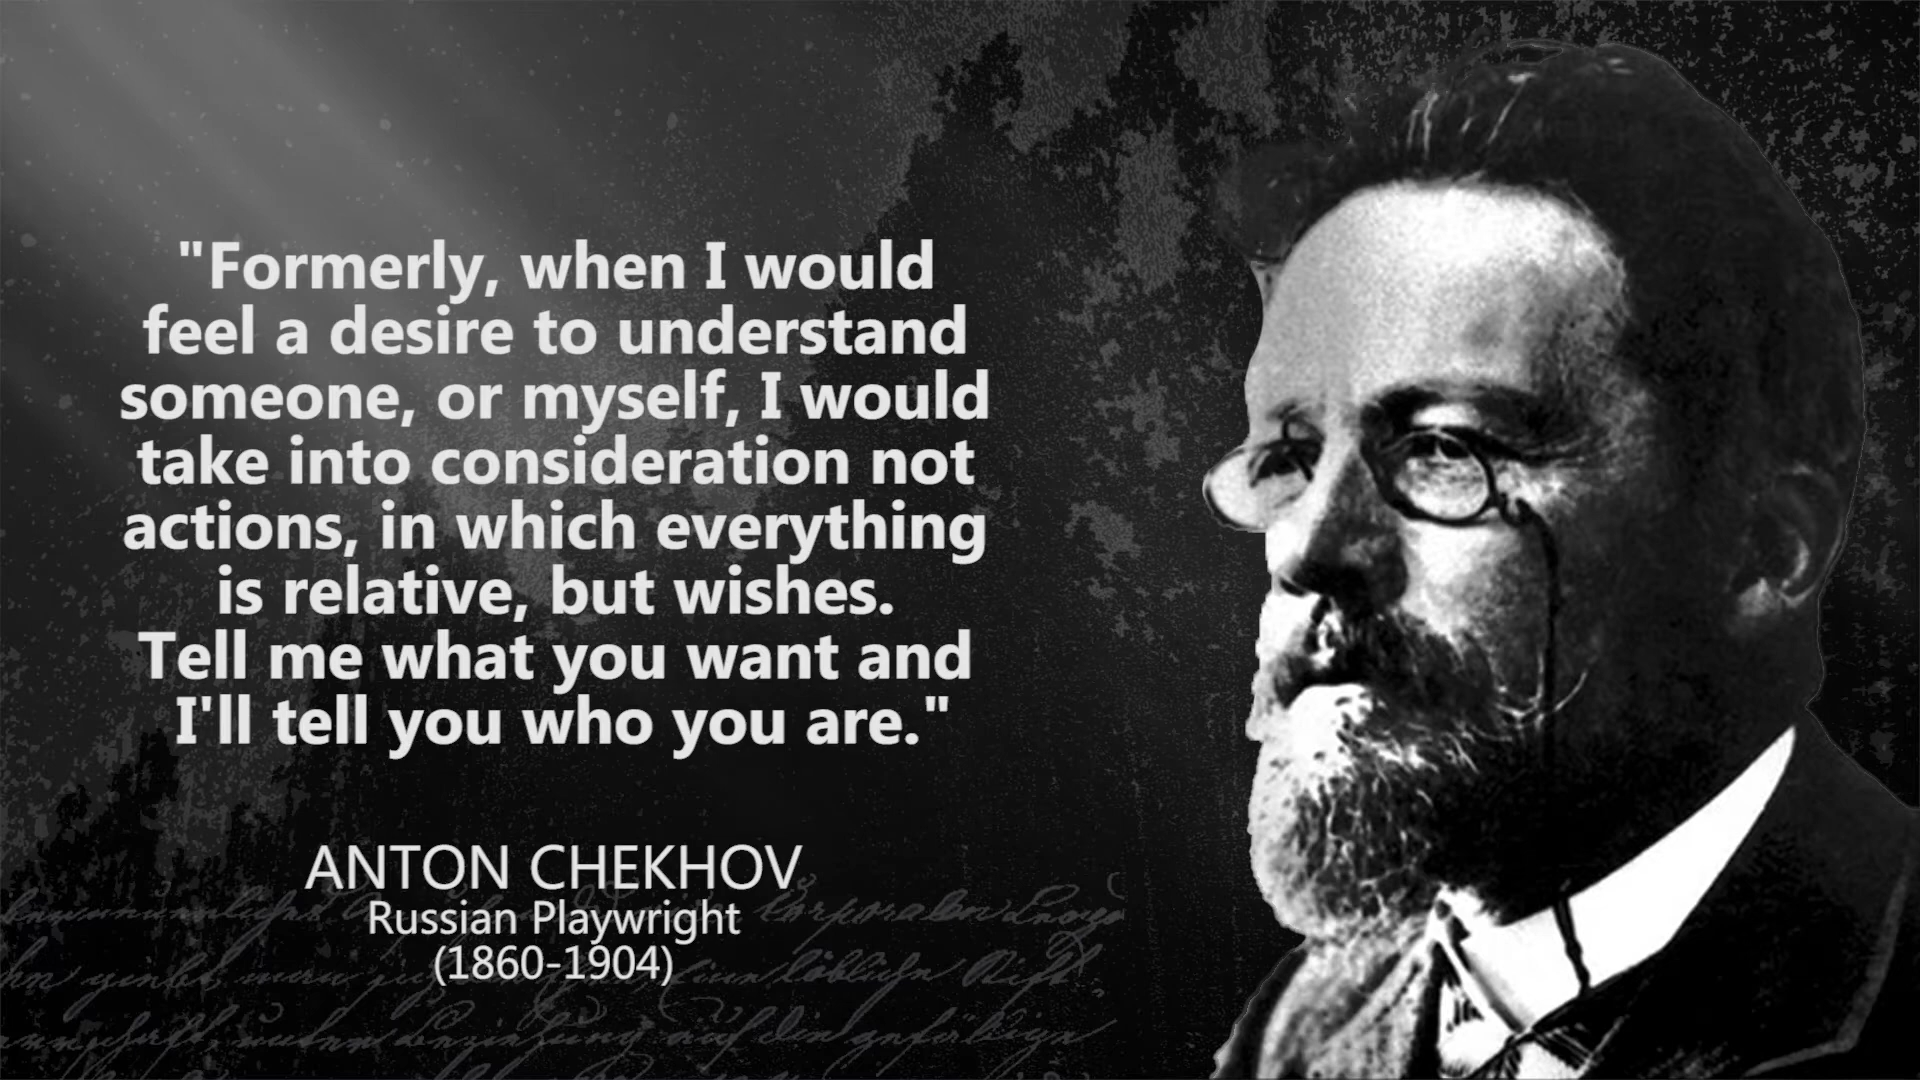 "Formerly, when I would
feel a desire to understand
someone, or myself, I would
take into consideration not
actions, in which everything
is relative, but wishes.
Tell me what you want and
I'll tell you who you are."
ANTON CHEKHOV
Russian Playwright
(1860-1904)